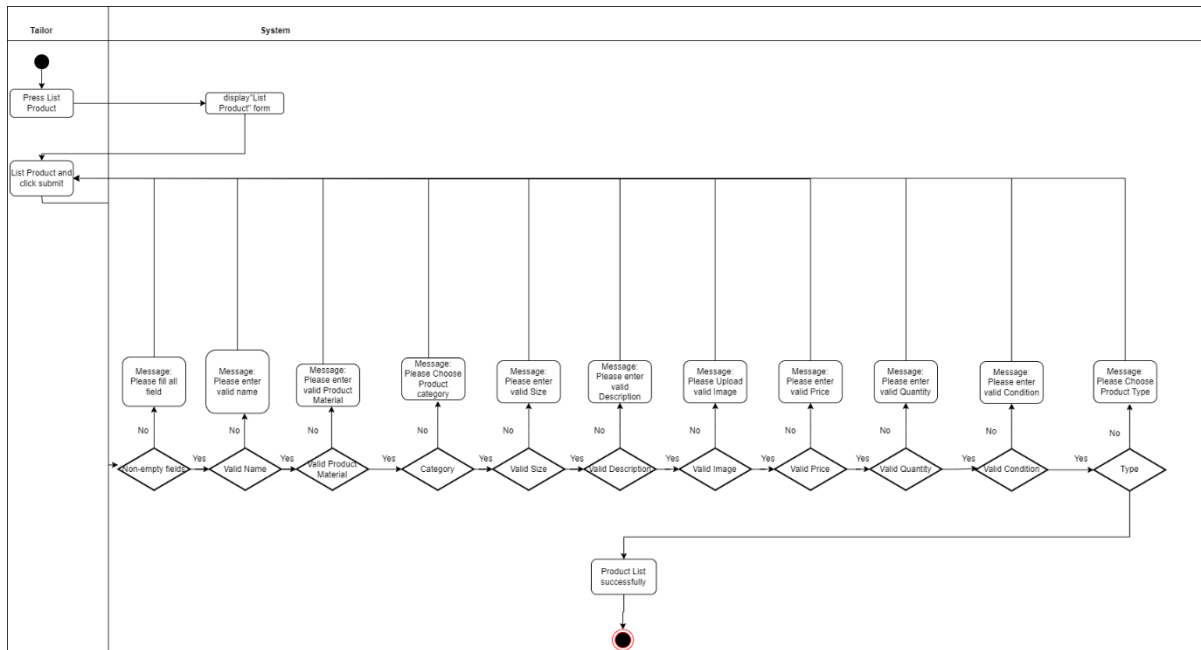 Tailor
System
Press List
Product
display"List
Product" form
List Product and
click submit
Message:
Please fill all
field
Message:
Please enter
valid name
Message:
Please enter
valid Product
Material
Message:
Please Choose
Product
category
Message:
Please enter
valid Size
Message:
Please enter
valid
Description
Message:
Please Upload
valid Image
Message:
Please enter
valid Price
Message:
Please enter
valid Quantity
Message:
Please enter
valid Condition
Message:
Please Choose
Product Type
No
No
No
No
No
No
No
No
No
No
No
Non-empty fields
Yes
Valid Name
Yes
Valid Product
Material
Yes
Category
Yes
Valid Size
Yes
Valid Description
Yes
Valid Image
Yes
Valid Price
Yes
Valid Quantity
Yes
Valid Condition
Yes
Type
Product List
successfully